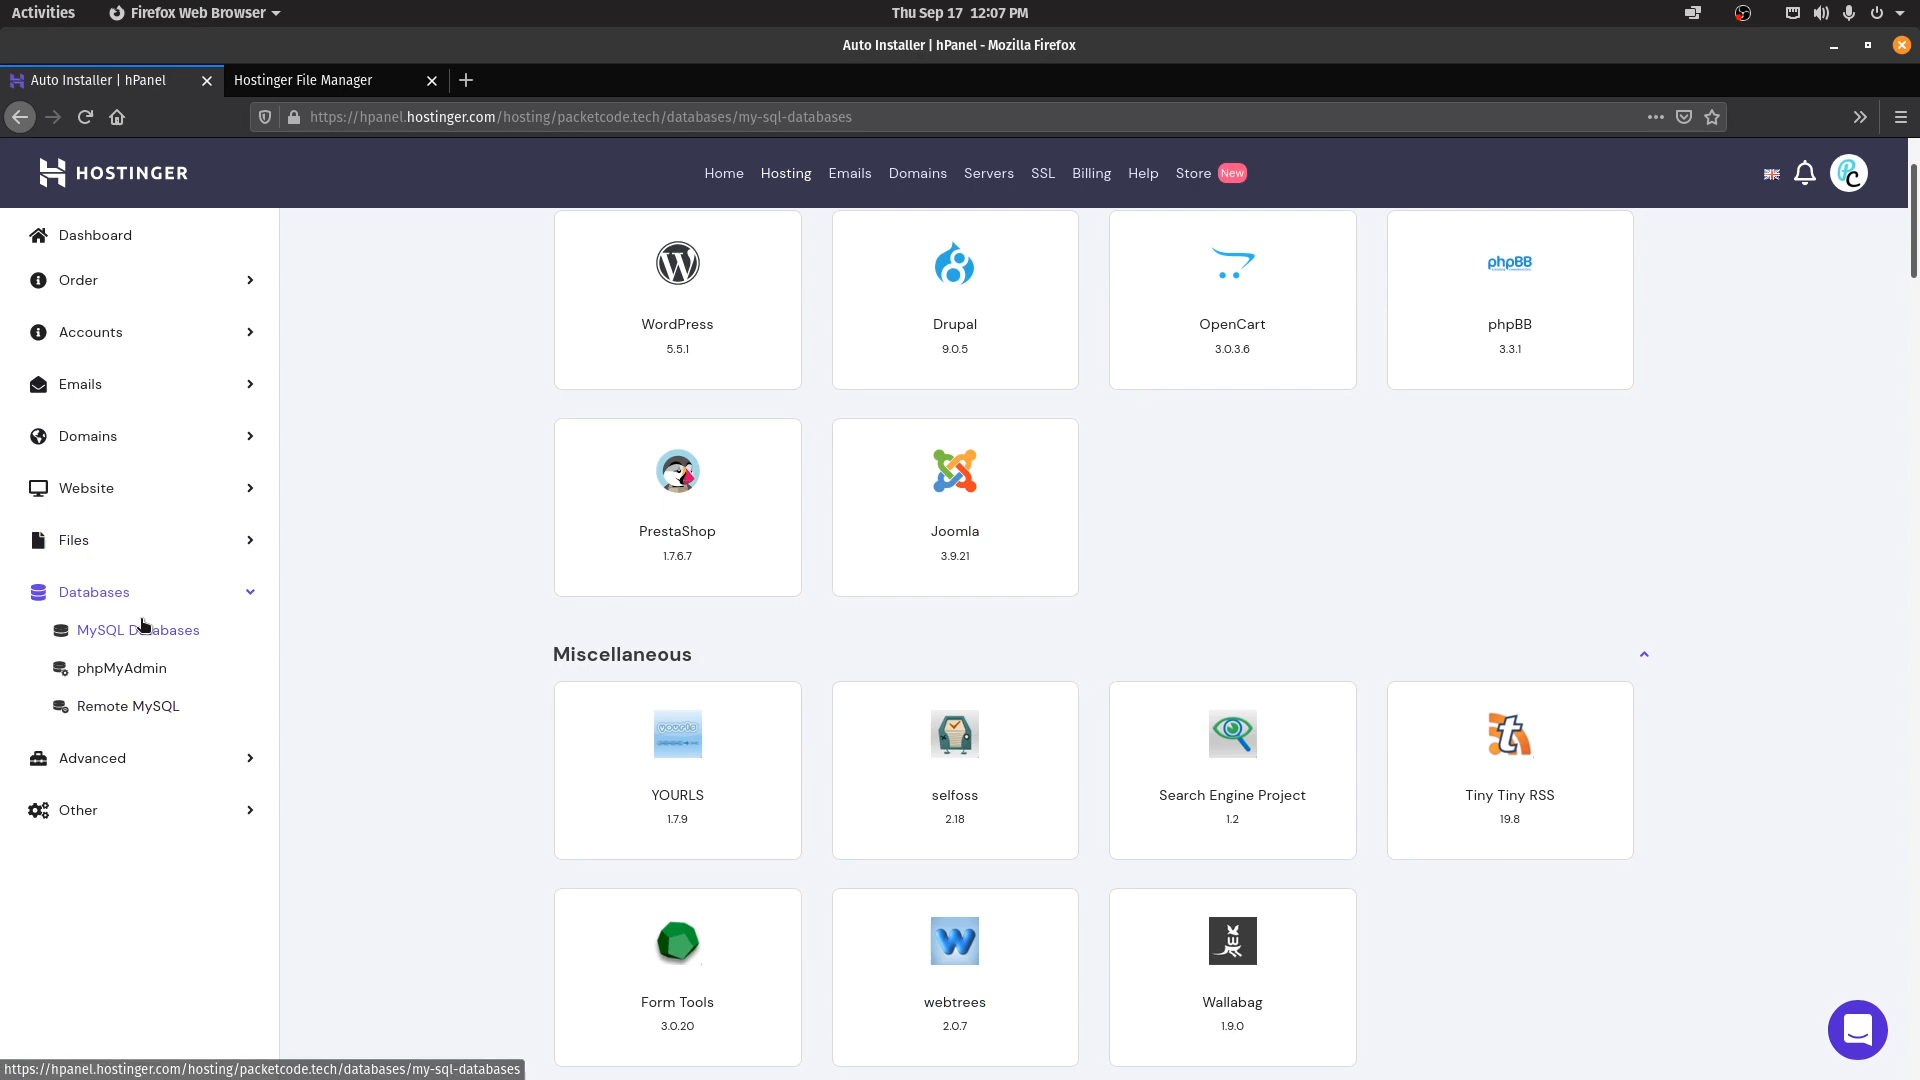 Activities
Firefox Web Browser
Thu Sep 17 12:07 PM
Auto Installer | hPanel - Mozilla Firefox
Auto Installer | hPanel
Hostinger File Manager
https://hpanel.hostinger.com/hosting/packetcode.tech/databases/my-sql-databases
HOSTINGER
Home
Hosting
Emails
Domains
Servers
SSL
Billing
Help
Store
New
Dashboard
Order
Accounts
Emails
Domains
Website
Files
Databases
MySQL Databases
phpMyAdmin
Remote MySQL
Advanced
Other
WordPress
5.5.1
Drupal
9.0.5
OpenCart
3.0.3.6
phpBB
phpBB
3.3.1
PrestaShop
1.7.6.7
Joomla
3.9.21
Miscellaneous
yourls
YOURLS
1.7.9
selfoss
2.18
Search Engine Project
1.2
Tiny Tiny RSS
19.8
Form Tools
3.0.20
webtrees
2.0.7
Wallabag
1.9.0
https://hpanel.hostinger.com/hosting/packetcode.tech/databases/my-sql-databases